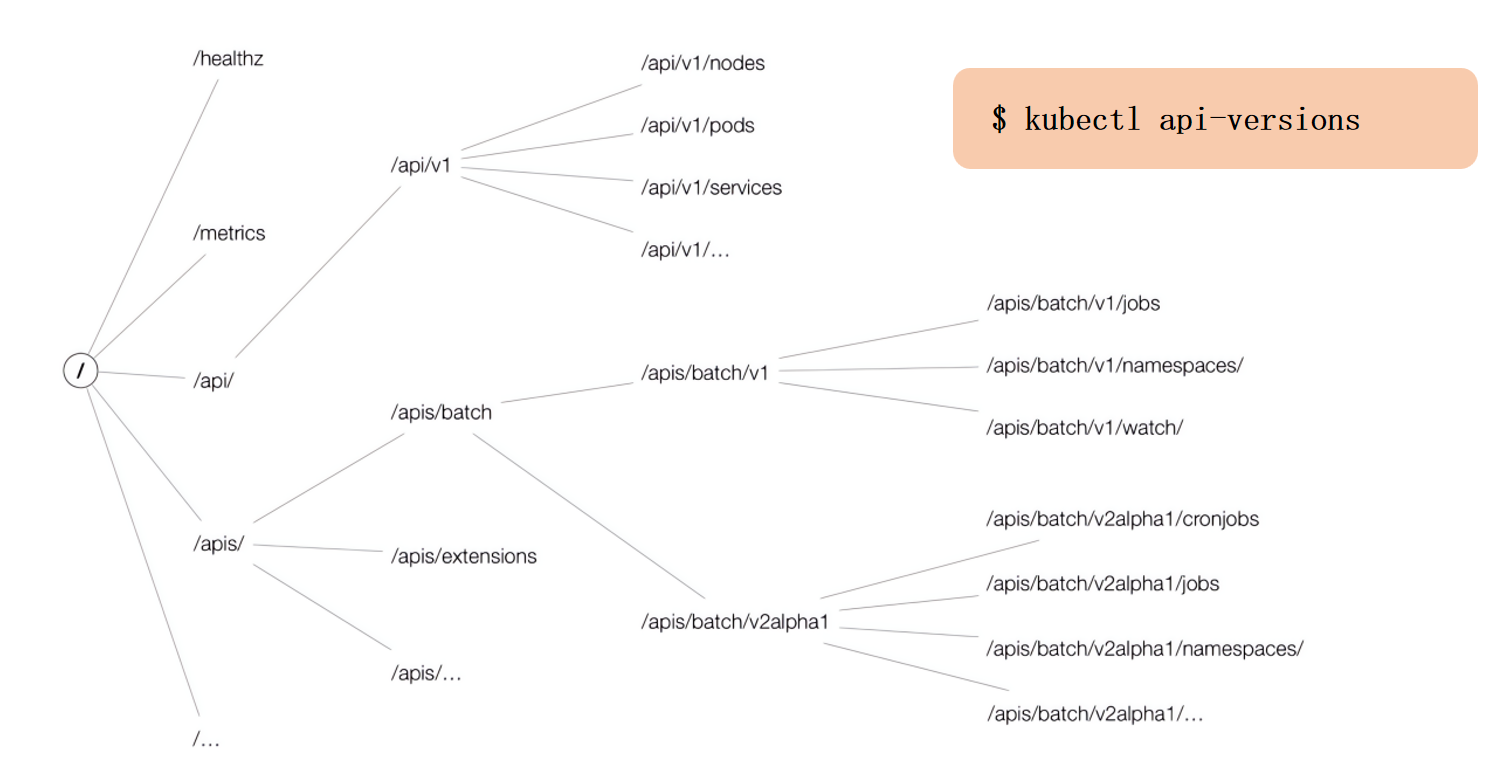 /healthz
/metrics
/
/api/
/apis/
/...
/api/v1
/apis/batch
/apis/extensions
/apis/...
/api/v1/nodes
/api/v1/pods
/api/v1/services
/api/v1/...
/apis/batch/v1
/apis/batch/v2alpha1
$ kubectl api-versions
/apis/batch/v1/jobs
/apis/batch/v1/namespaces/
/apis/batch/v1/watch/
/apis/batch/v2alpha1/cronjobs
/apis/batch/v2alpha1/jobs
/apis/batch/v2alpha1/namespaces/
/apis/batch/v2alpha1/...